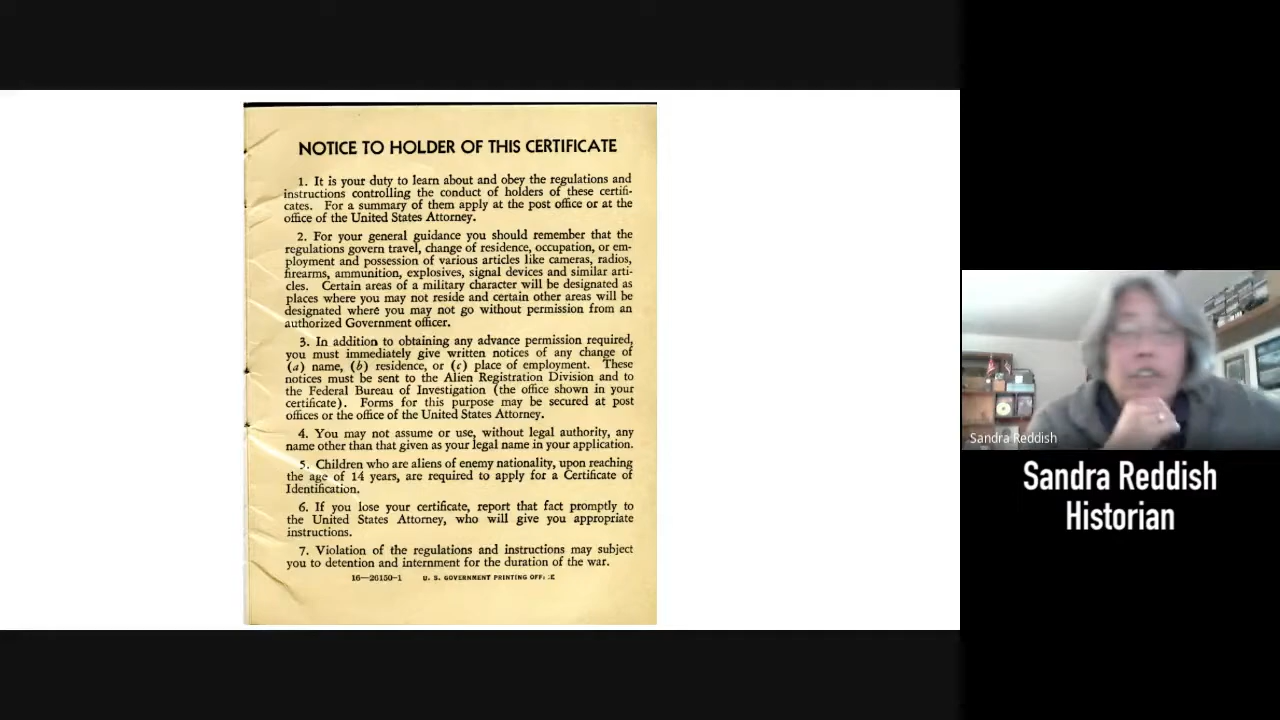 NOTICE TO HOLDER OF THIS CERTIFICATE
1. It is your duty to learn about and obey the regulations and
instructions controlling the conduct of holders of these certifi-
cates. For a summary of them apply at the post office or at the
office of the United States Attorney.
2. For your general guidance you should remember that the
regulations govern travel, change of residence, occupation, or em-
ployment and possession of various articles like cameras, radios,
firearms, ammunition, explosives, signal devices and similar arti-
cles. Certain areas of a military character will be designated as
places where you may not reside and certain other areas will be
designated where you may not go without permission from an
authorized Government officer.
3. In addition to obtaining any advance permission required,
you must immediately give written notices of any change of
(a) name, (b) residence, or (c) place of employment. These
notices must be sent to the Alien Registration Division and to
the Federal Bureau of Investigation (the office shown in your
certificate). Forms for this purpose may be secured at post
offices or the office of the United States Attorney.
4. You may not assume or use, without legal authority, any
name other than that given as your legal name in your application.
5. Children who are aliens of enemy nationality, upon reaching
the age of 14 years, are required to apply for a Certificate of
Identification.
6. If you lose your certificate, report that fact promptly to
the United States Attorney, who will give you appropriate
instructions.
7. Violation of the regulations and instructions may subject
you to detention and internment for the duration of the war.
16—26150-1 U. S. GOVERNMENT PRINTING OFF:CE
Sandra Reddish
Sandra Reddish
Historian